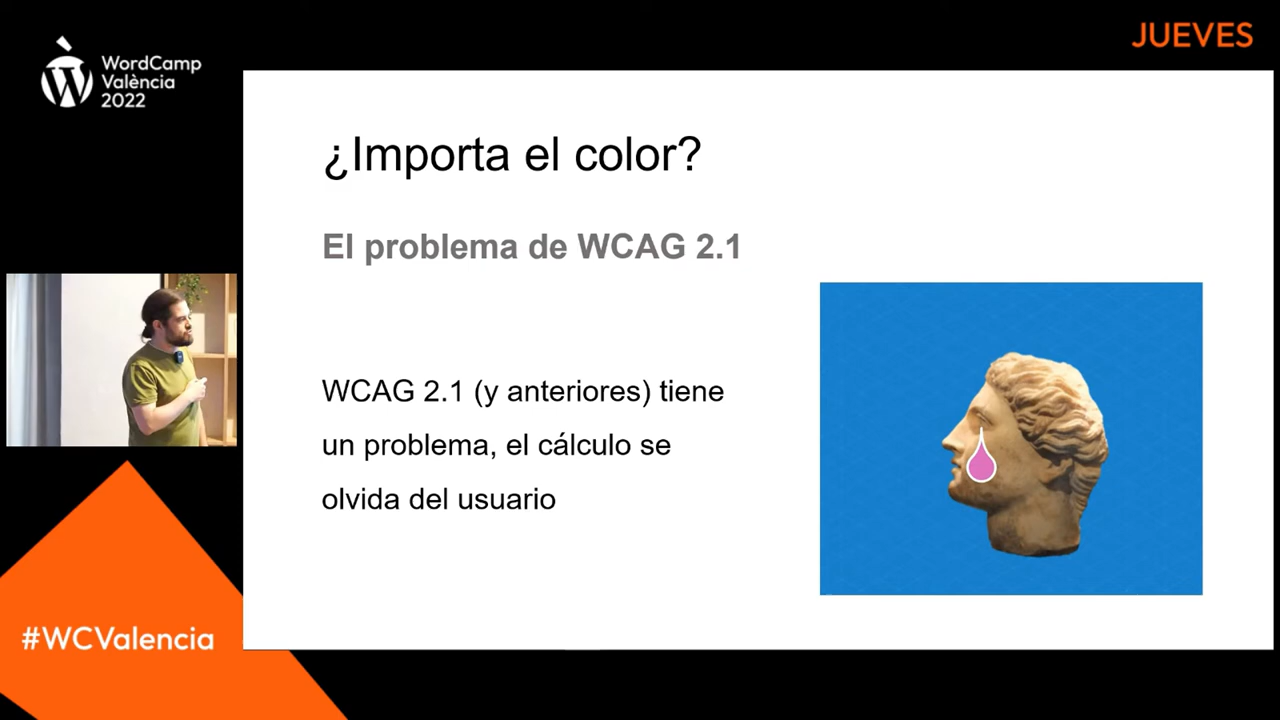 WordCamp
València
2022
JUEVES
¿Importa el color?
El problema de WCAG 2.1
WCAG 2.1 (y anteriores) tiene
un problema, el cálculo se
olvida del usuario
#WCValencia